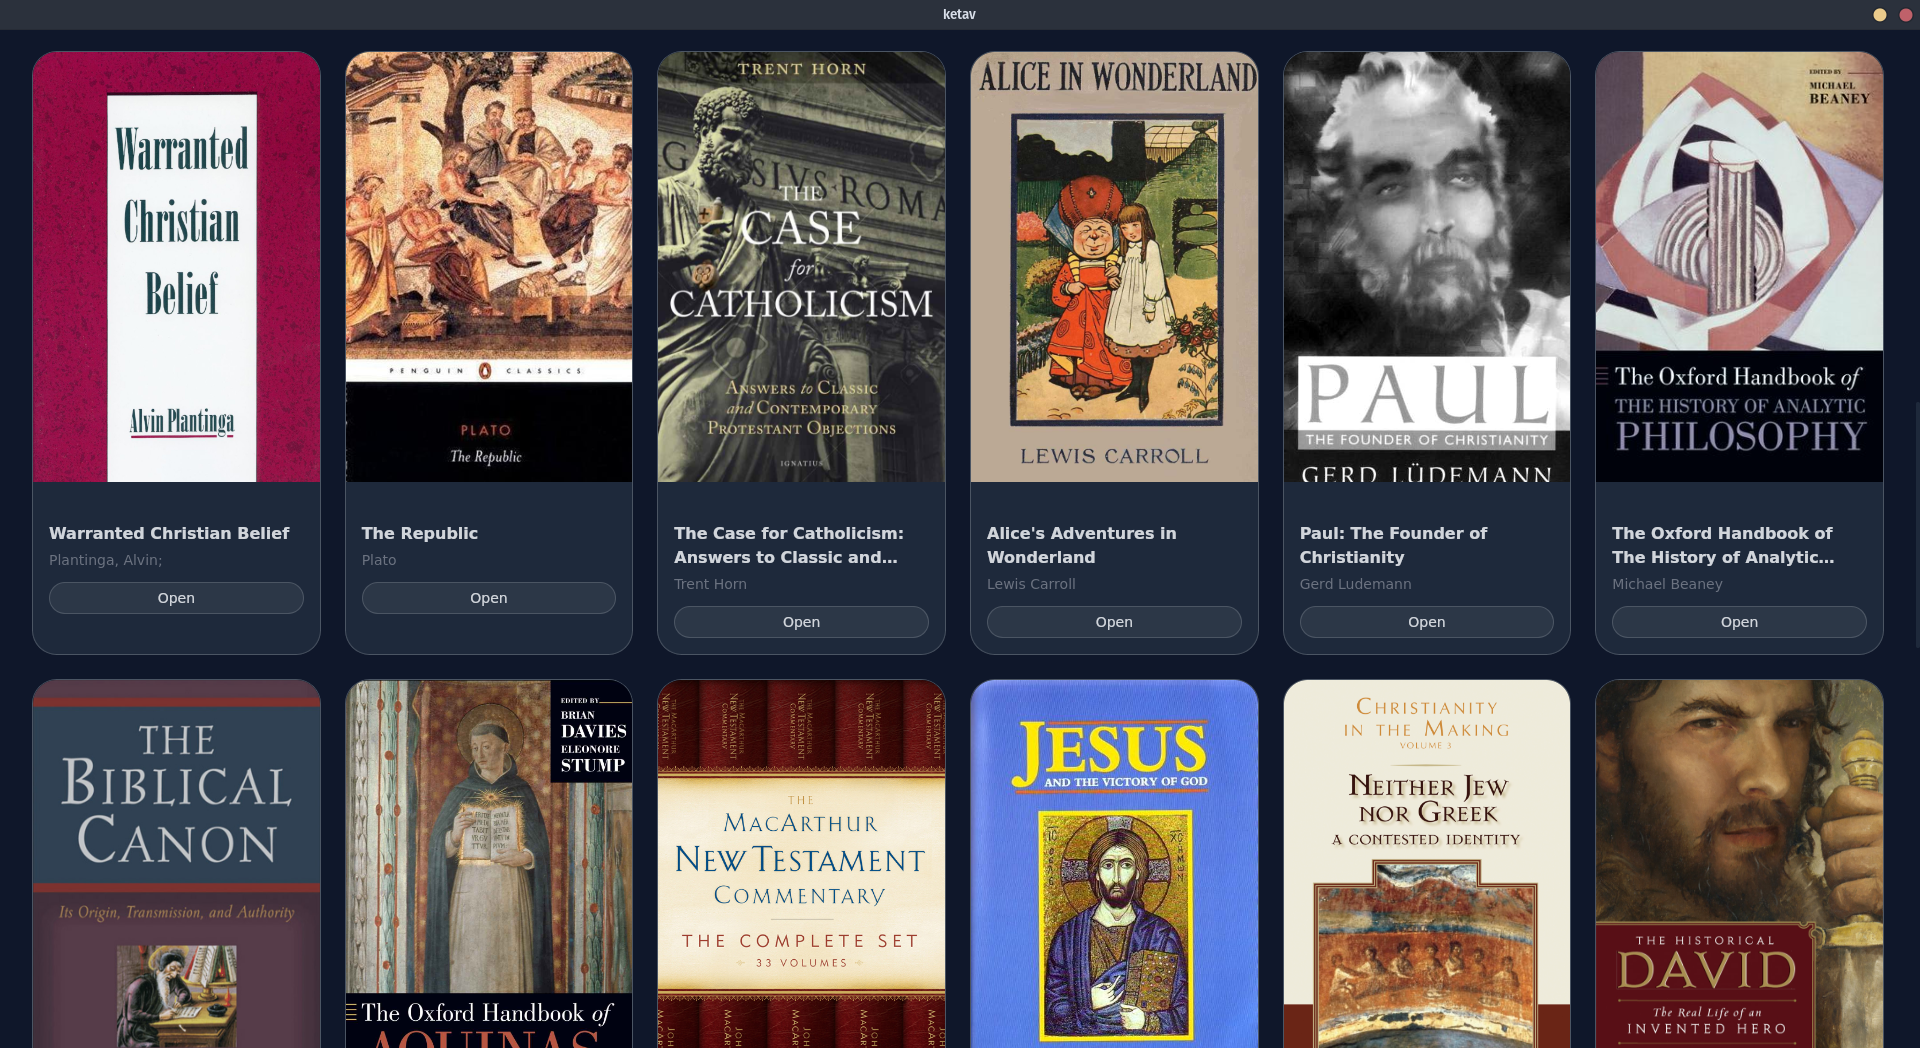 ketav
Warranted
Christian
Belief
Alvin Plantinga
Warranted Christian Belief
Plantinga, Alvin;
Open
PENGUIN CLASSICS
PLATO
The Republic
The Republic
Plato
Open
TRENT HORN
SIVS ROMA
THE
CASE
for
CATHOLICISM
ANSWERS to CLASSIC
and CONTEMPORARY
PROTESTANT OBJECTIONS
IGNATIUS
The Case for Catholicism:
Answers to Classic and...
Trent Horn
Open
ALICE IN WONDERLAND
LEWIS CARROLL
Alice's Adventures in
Wonderland
Lewis Carroll
Open
PAUL
THE FOUNDER OF CHRISTIANITY
GERD LÜDEMANN
Paul: The Founder of
Christianity
Gerd Ludemann
Open
EDITED BY
MICHAEL
BEANEY
The Oxford Handbook of
THE HISTORY OF ANALYTIC
PHILOSOPHY
The Oxford Handbook of
The History of Analytic...
Michael Beaney
Open
THE
BIBLICAL
CANON
Its Origin, Transmission, and Authority
EDITED BY
BRIAN
DAVIES
ELEONORE
STUMP
The Oxford Handbook of
AQUINAS
THE MACARTHUR
NEW TESTAMENT
COMMENTARY
THE
MACARTHUR
NEW TESTAMENT
COMMENTARY
THE COMPLETE SET
33 VOLUMES
JESUS
AND THE VICTORY OF GOD
CHRISTIANITY
IN THE MAKING
VOLUME 3
NEITHER JEW
NOR GREEK
A CONTESTED IDENTITY
THE HISTORICAL
DAVID
The Real Life of an
INVENTED HERO